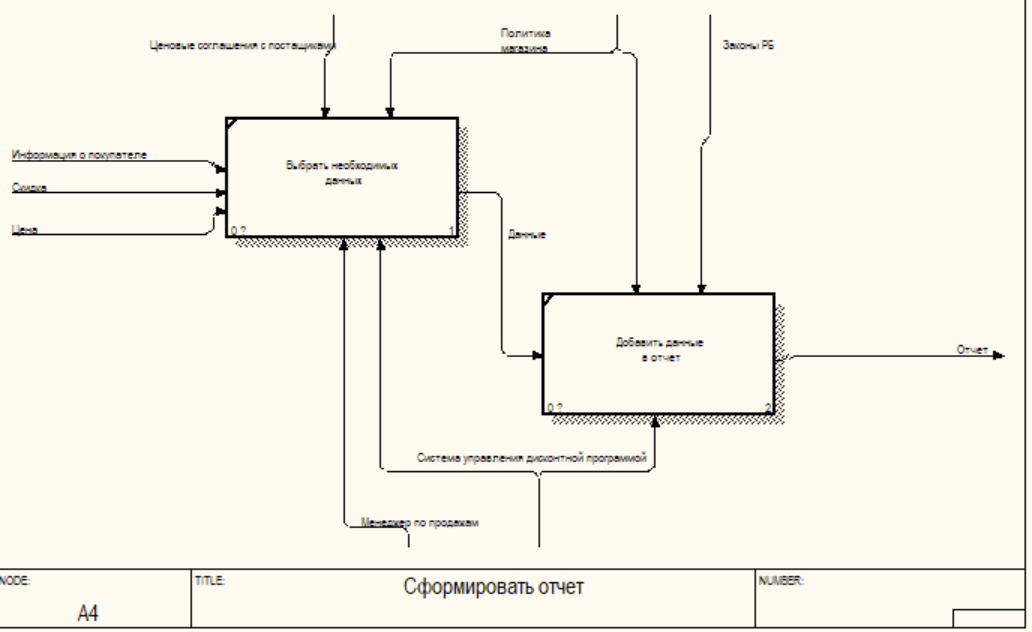 Ценовые соглашения с постащиками
Политика
магазина
Законы РБ
Информация о покупателе
Скидка
Цена
Выбрать необходимых
данных
0 ?
1
Данные
Добавить данные
в отчет
0 ?
2
Отчет
Система управления дисконтной программой
Менеджер по продажам
NODE:
A4
TITLE:
Сформировать отчет
NUMBER: